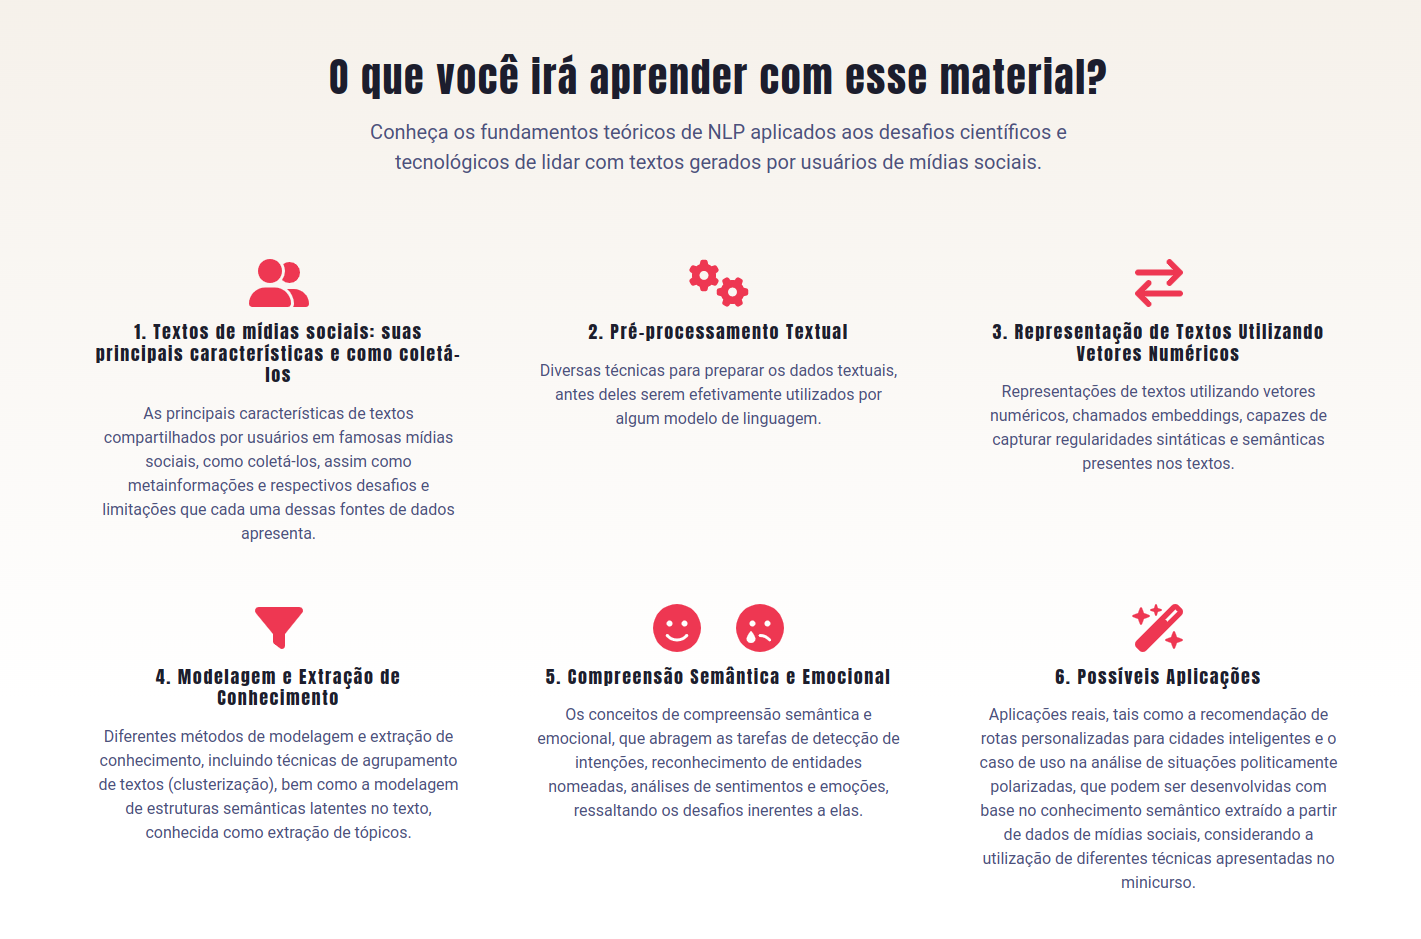 O que você irá aprender com esse material?
Conheça os fundamentos teóricos de NLP aplicados aos desafios científicos e
tecnológicos de lidar com textos gerados por usuários de mídias sociais.
1. Textos de mídias sociais: suas
principais características e como coletá-
los
As principais características de textos
compartilhados por usuários em famosas mídias
sociais, como coletá-los, assim como
metainformações e respectivos desafios e
limitações que cada uma dessas fontes de dados
apresenta.
2. Pré-processamento Textual
Diversas técnicas para preparar os dados textuais,
antes deles serem efetivamente utilizados por
algum modelo de linguagem.
3. Representação de Textos Utilizando
Vetores Numéricos
Representações de textos utilizando vetores
numéricos, chamados embeddings, capazes de
capturar regularidades sintáticas e semânticas
presentes nos textos.
4. Modelagem e Extração de
Conhecimento
Diferentes métodos de modelagem e extração de
conhecimento, incluindo técnicas de agrupamento
de textos (clusterização), bem como a modelagem
de estruturas semânticas latentes no texto,
conhecida como extração de tópicos.
5. Compreensão Semântica e Emocional
Os conceitos de compreensão semântica e
emocional, que abragem as tarefas de detecção de
intenções, reconhecimento de entidades
nomeadas, análises de sentimentos e emoções,
ressaltando os desafios inerentes a elas.
6. Possíveis Aplicações
Aplicações reais, tais como a recomendação de
rotas personalizadas para cidades inteligentes e o
caso de uso na análise de situações politicamente
polarizadas, que podem ser desenvolvidas com
base no conhecimento semântico extraído a partir
de dados de mídias sociais, considerando a
utilização de diferentes técnicas apresentadas no
minicurso.